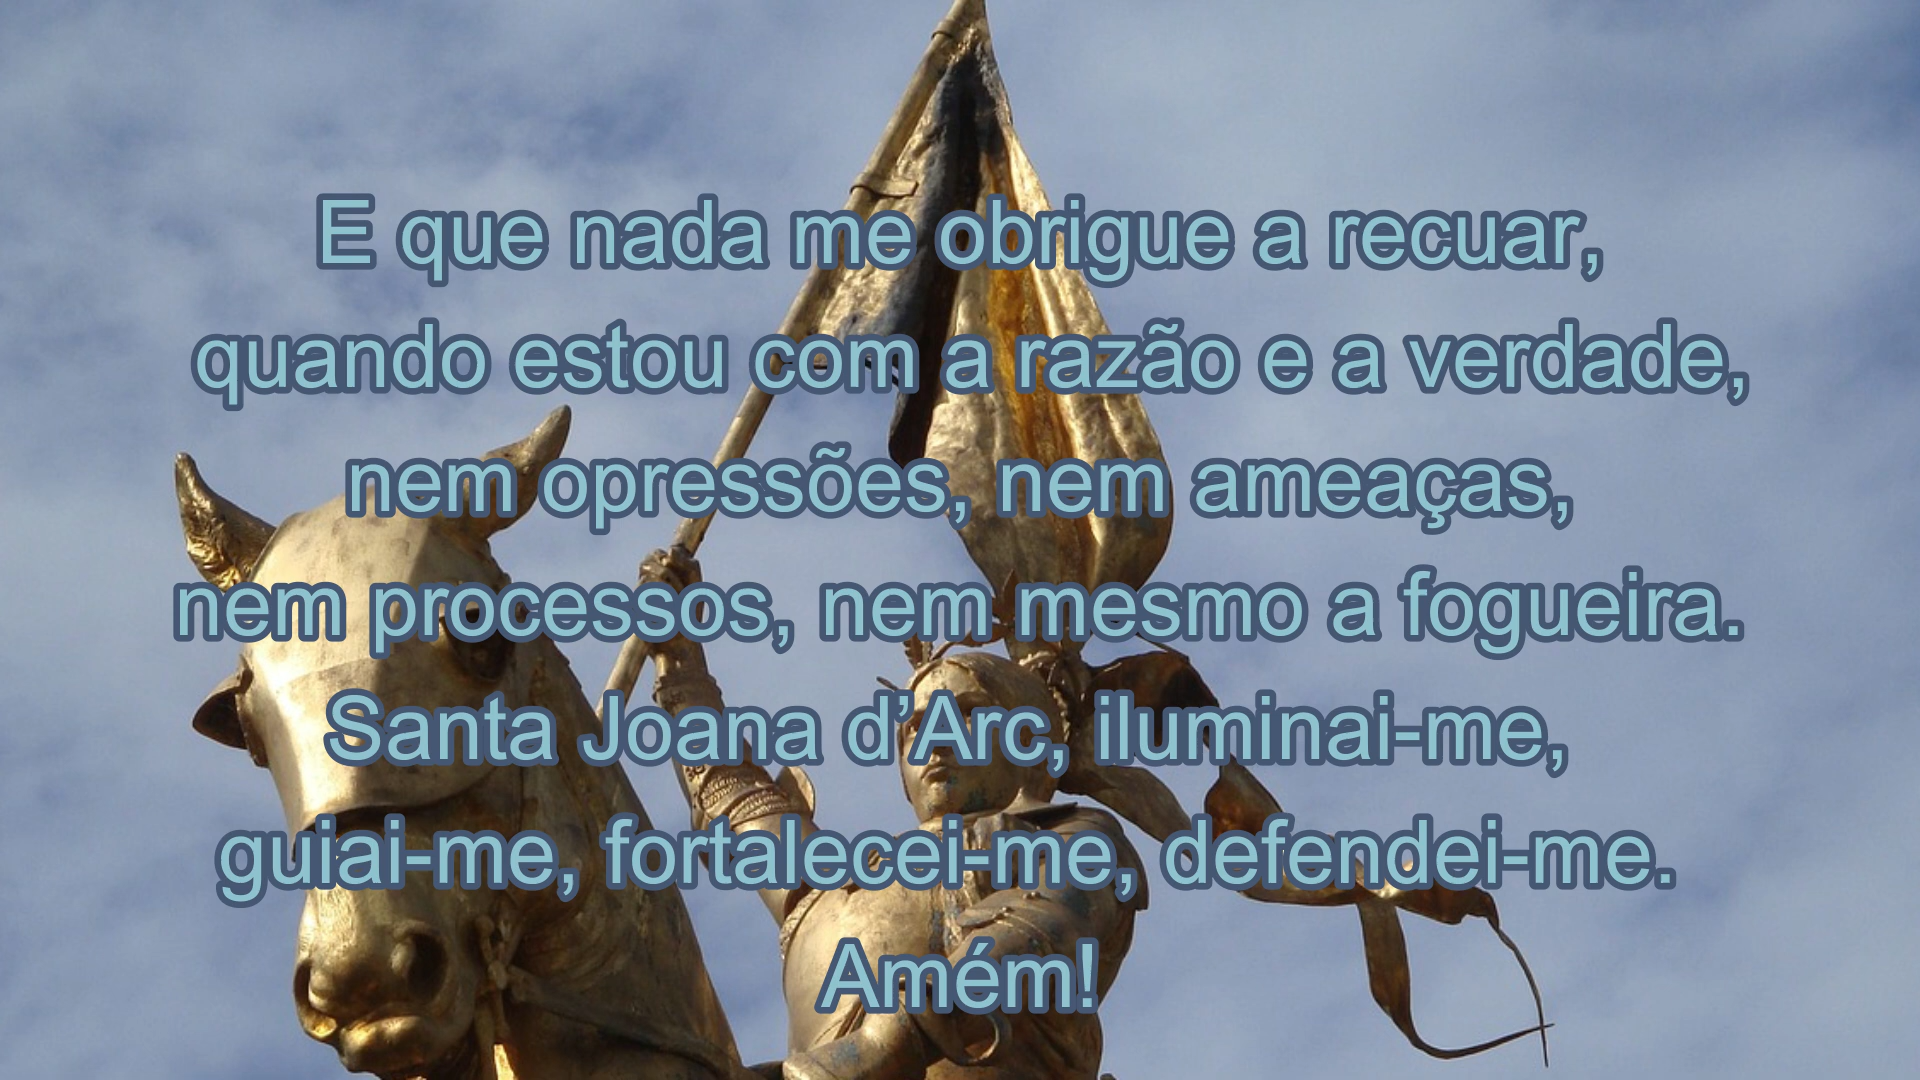 E que nada me obrigue a recuar,
quando estou com a razão e a verdade,
nem opressões, nem ameaças,
nem processos, nem mesmo a fogueira.
Santa Joana d’Arc, iluminai-me,
guiai-me, fortalecei-me, defendei-me.
Amém!